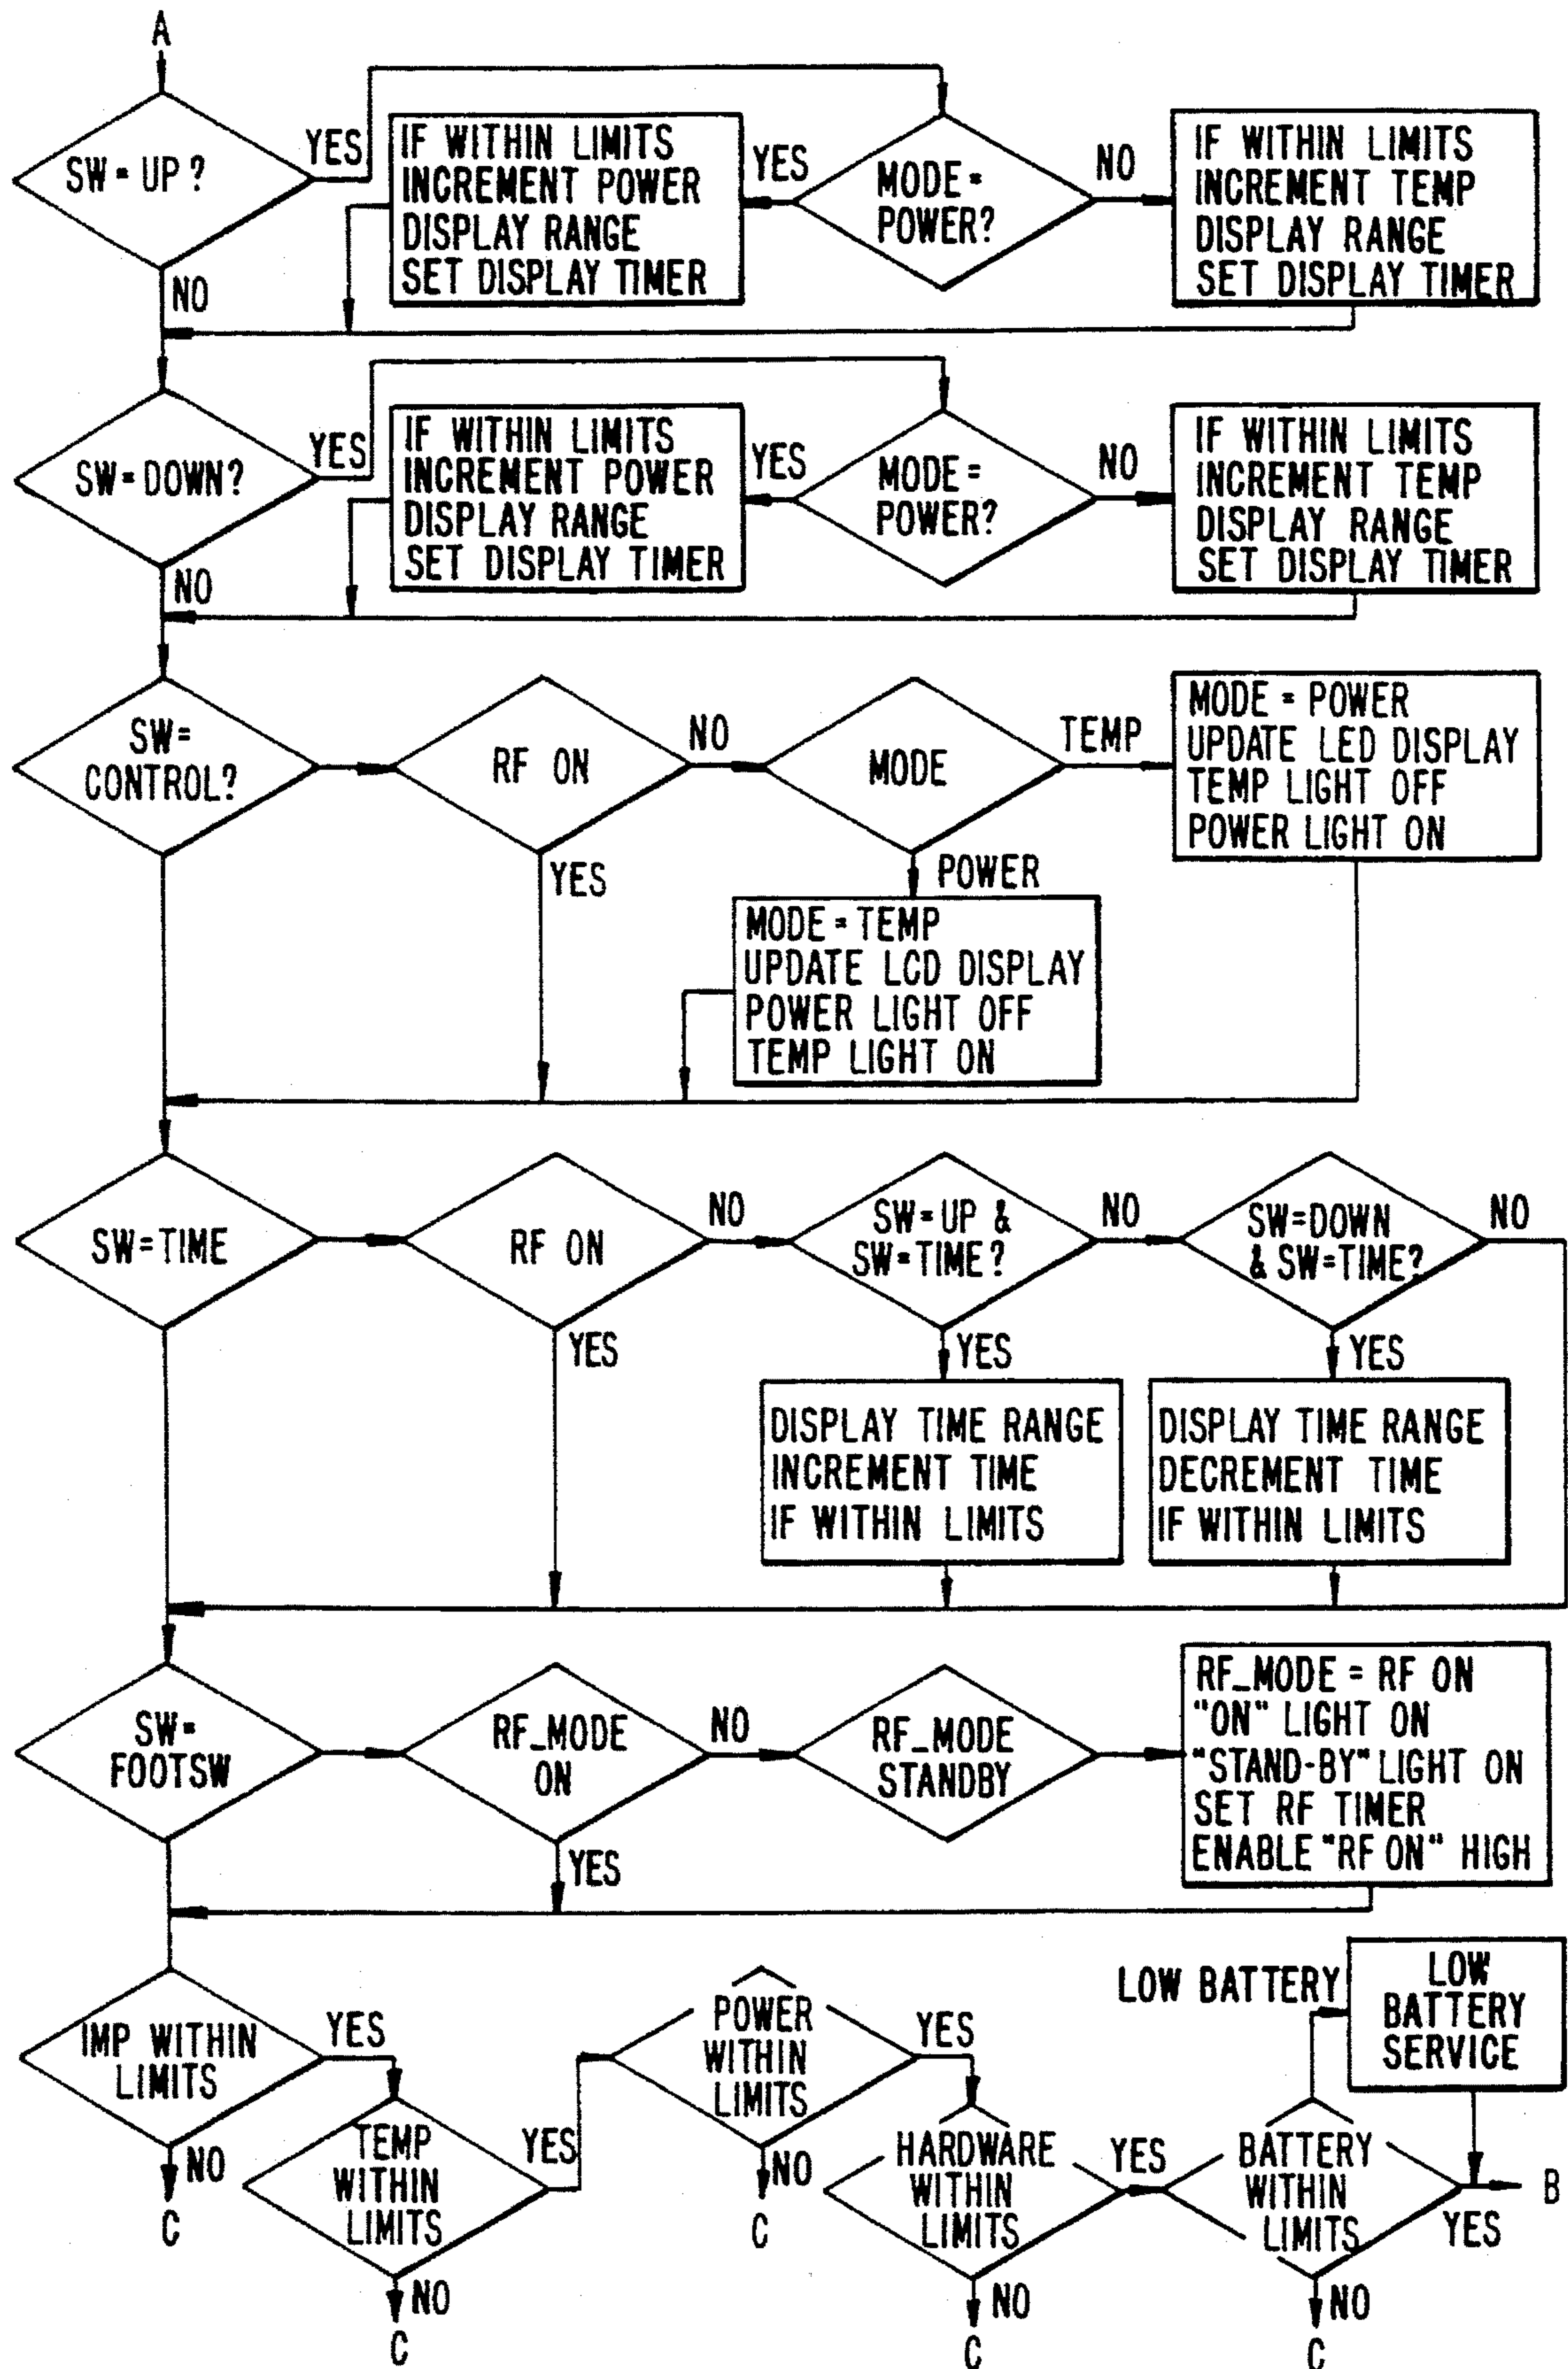 A
SW = UP ?
YES
IF WITHIN LIMITS
INCREMENT POWER
DISPLAY RANGE
SET DISPLAY TIMER
YES
MODE =
POWER?
NO
IF WITHIN LIMITS
INCREMENT TEMP
DISPLAY RANGE
SET DISPLAY TIMER
NO
SW = DOWN?
YES
IF WITHIN LIMITS
INCREMENT POWER
DISPLAY RANGE
SET DISPLAY TIMER
YES
MODE =
POWER?
NO
IF WITHIN LIMITS
INCREMENT TEMP
DISPLAY RANGE
SET DISPLAY TIMER
NO
SW =
CONTROL?
RF ON
NO
MODE
TEMP
MODE = POWER
UPDATE LED DISPLAY
TEMP LIGHT OFF
POWER LIGHT ON
YES
POWER
MODE = TEMP
UPDATE LCD DISPLAY
POWER LIGHT OFF
TEMP LIGHT ON
SW = TIME
RF ON
NO
SW = UP &
SW = TIME?
NO
SW=DOWN
& SW=TIME?
NO
YES
YES
YES
DISPLAY TIME RANGE
INCREMENT TIME
IF WITHIN LIMITS
DISPLAY TIME RANGE
DECREMENT TIME
IF WITHIN LIMITS
SW =
FOOTSW
RF_MODE
ON
NO
RF_MODE
STANDBY
RF_MODE = RF ON
"ON" LIGHT ON
"STAND-BY" LIGHT ON
SET RF TIMER
ENABLE "RF ON" HIGH
YES
IMP WITHIN
LIMITS
YES
NO
C
TEMP
WITHIN
LIMITS
YES
NO
C
POWER
WITHIN
LIMITS
YES
NO
C
HARDWARE
WITHIN
LIMITS
YES
NO
C
LOW BATTERY
LOW
BATTERY
SERVICE
BATTERY
WITHIN
LIMITS
B
YES
NO
C